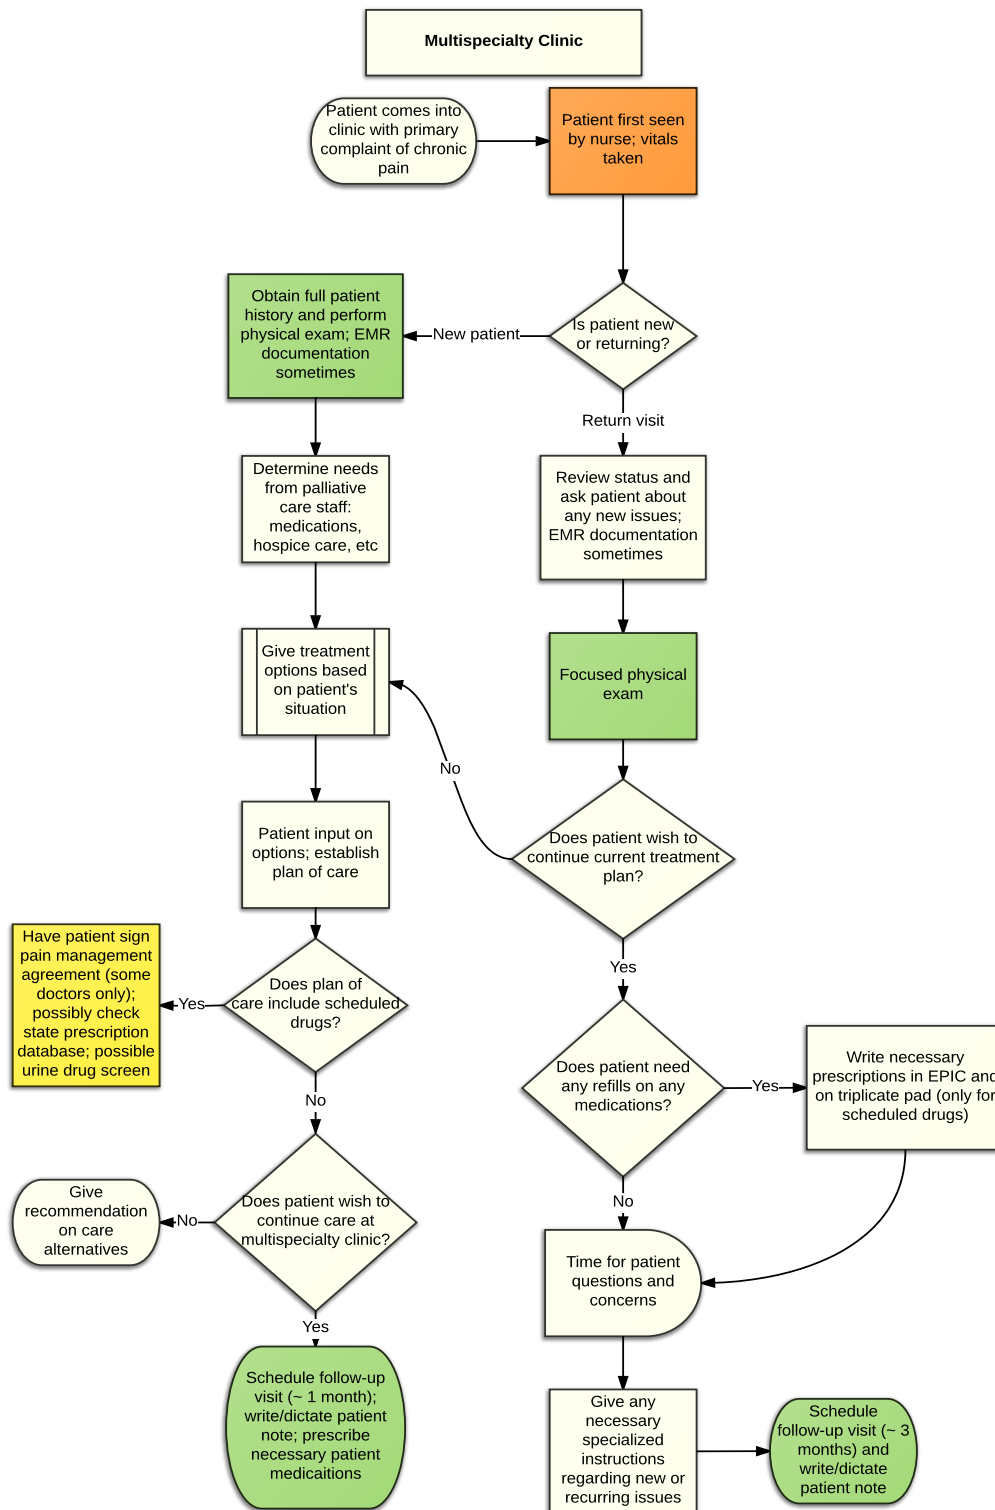 Multispecialty Clinic
Patient comes into
clinic with primary
complaint of chronic
pain
Patient first seen
by nurse; vitals
taken
Is patient new
or returning?
New patient
Obtain full patient
history and perform
physical exam; EMR
documentation
sometimes
Return visit
Determine needs
from palliative
care staff:
medications,
hospice care, etc
Review status and
ask patient about
any new issues;
EMR documentation
sometimes
Give treatment
options based
on patient's
situation
Focused physical
exam
No
Patient input on
options; establish
plan of care
Does patient wish to
continue current treatment
plan?
Have patient sign
pain management
agreement (some
doctors only);
possibly check
state prescription
database; possible
urine drug screen
Yes
Does plan of
care include scheduled
drugs?
Yes
No
Does patient need
any refills on any
medications?
Yes
Write necessary
prescriptions in EPIC and
on triplicate pad (only for
scheduled drugs)
Give
recommendation
on care
alternatives
No
Does patient wish to
continue care at
multispecialty clinic?
No
Time for patient
questions and
concerns
Yes
Schedule follow-up
visit (~ 1 month);
write/dictate patient
note; prescribe
necessary patient
medicaitions
Give any
necessary
specialized
instructions
regarding new or
recurring issues
Schedule
follow-up visit (~ 3
months) and
write/dictate
patient note